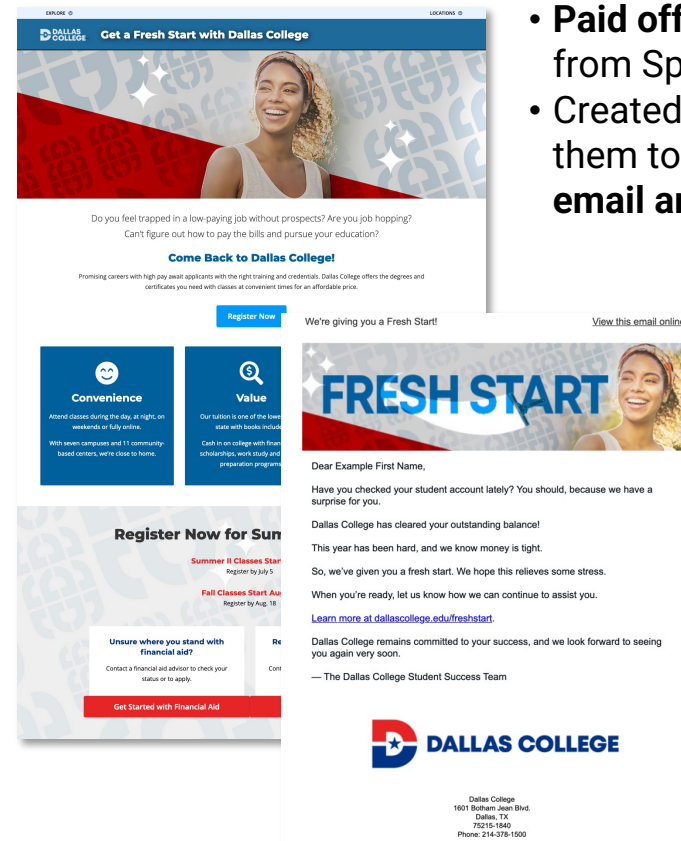 • Paid off
from Sp
• Created
them to
email an
EXPLORE
LOCATIONS
DALLAS COLLEGE
Get a Fresh Start with Dallas College
Do you feel trapped in a low-paying job without prospects? Are you job hopping?
Can't figure out how to pay the bills and pursue your education?
Come Back to Dallas College!
Promising careers with high pay await applicants with the right training and credentials. Dallas College offers the degrees and
certificates you need with classes at convenient times for an affordable price.
Register Now
Convenience
Attend classes during the day, at night, on
weekends or fully online.
With seven campuses and 11 community-
based centers, we're close to home.
Value
Our tuition is one of the lowe
state with books include
Cash in on college with finan
scholarships, work study and
preparation programs
Register Now for Sum
Summer II Classes Star
Register by July 5
Fall Classes Start Au
Register by Aug. 18
Unsure where you stand with
financial aid?
Contact a financial aid advisor to check your
status or to apply.
Get Started with Financial Aid
Re
Cont
We're giving you a Fresh Start!
View this email online
FRESH START
Dear Example First Name,
Have you checked your student account lately? You should, because we have a
surprise for you.
Dallas College has cleared your outstanding balance!
This year has been hard, and we know money is tight.
So, we've given you a fresh start. We hope this relieves some stress.
When you're ready, let us know how we can continue to assist you.
Learn more at dallascollege.edu/freshstart.
Dallas College remains committed to your success, and we look forward to seeing
you again very soon.
— The Dallas College Student Success Team
DALLAS COLLEGE
Dallas College
1601 Botham Jean Blvd.
Dallas, TX
75215-1840
Phone: 214-378-1500